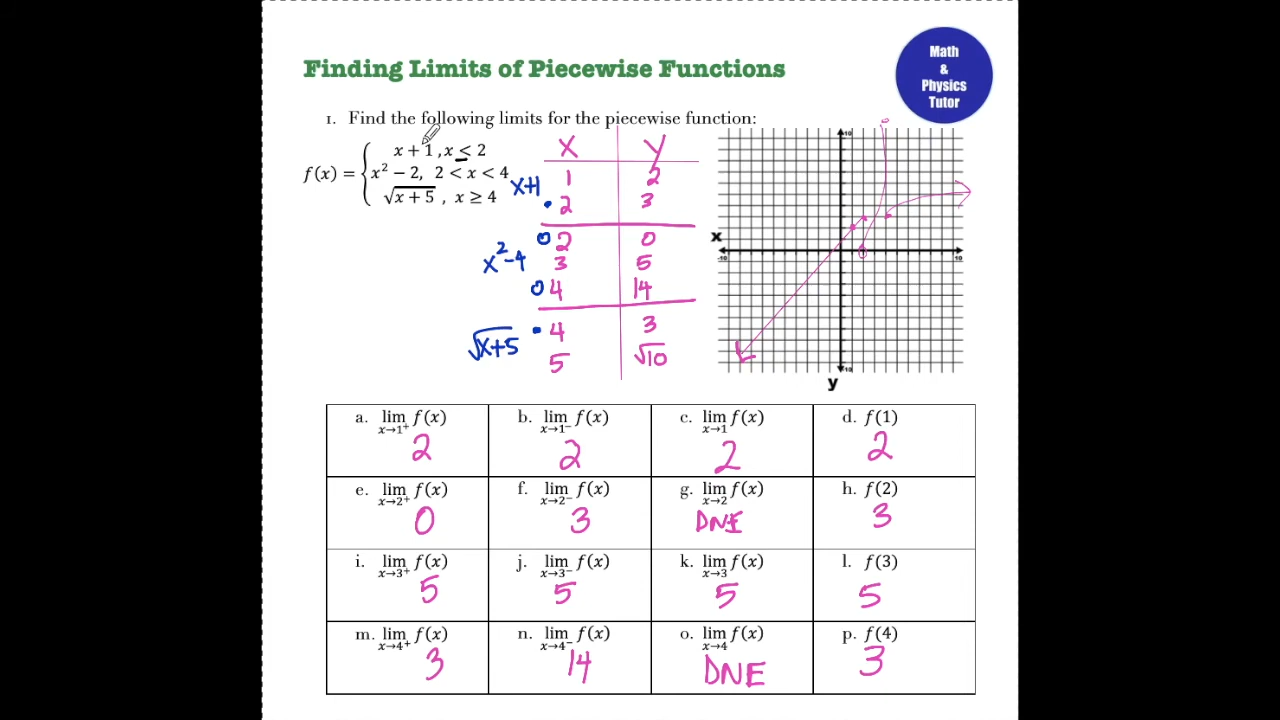 Finding Limits of Piecewise Functions
Math
&
Physics
Tutor
1. Find the following limits for the piecewise function:
f(x) = { x + 1 , x ≤ 2
x² − 2, 2 < x < 4
√x + 5 , x ≥ 4
X Y
x+1
1 2
2 3
x²-4
2 0
3 5
4 14
√x+5
4 3
5 √10
10
x
-10 10
-10
y
a. lim x→1⁺ f(x) b. lim x→1⁻ f(x) c. lim x→1 f(x) d. f(1)
2 2 2 2
e. lim x→2⁺ f(x) f. lim x→2⁻ f(x) g. lim x→2 f(x) h. f(2)
0 3 DNE 3
i. lim x→3⁺ f(x) j. lim x→3⁻ f(x) k. lim x→3 f(x) l. f(3)
5 5 5 5
m. lim x→4⁺ f(x) n. lim x→4⁻ f(x) o. lim x→4 f(x) p. f(4)
3 14 DNE 3